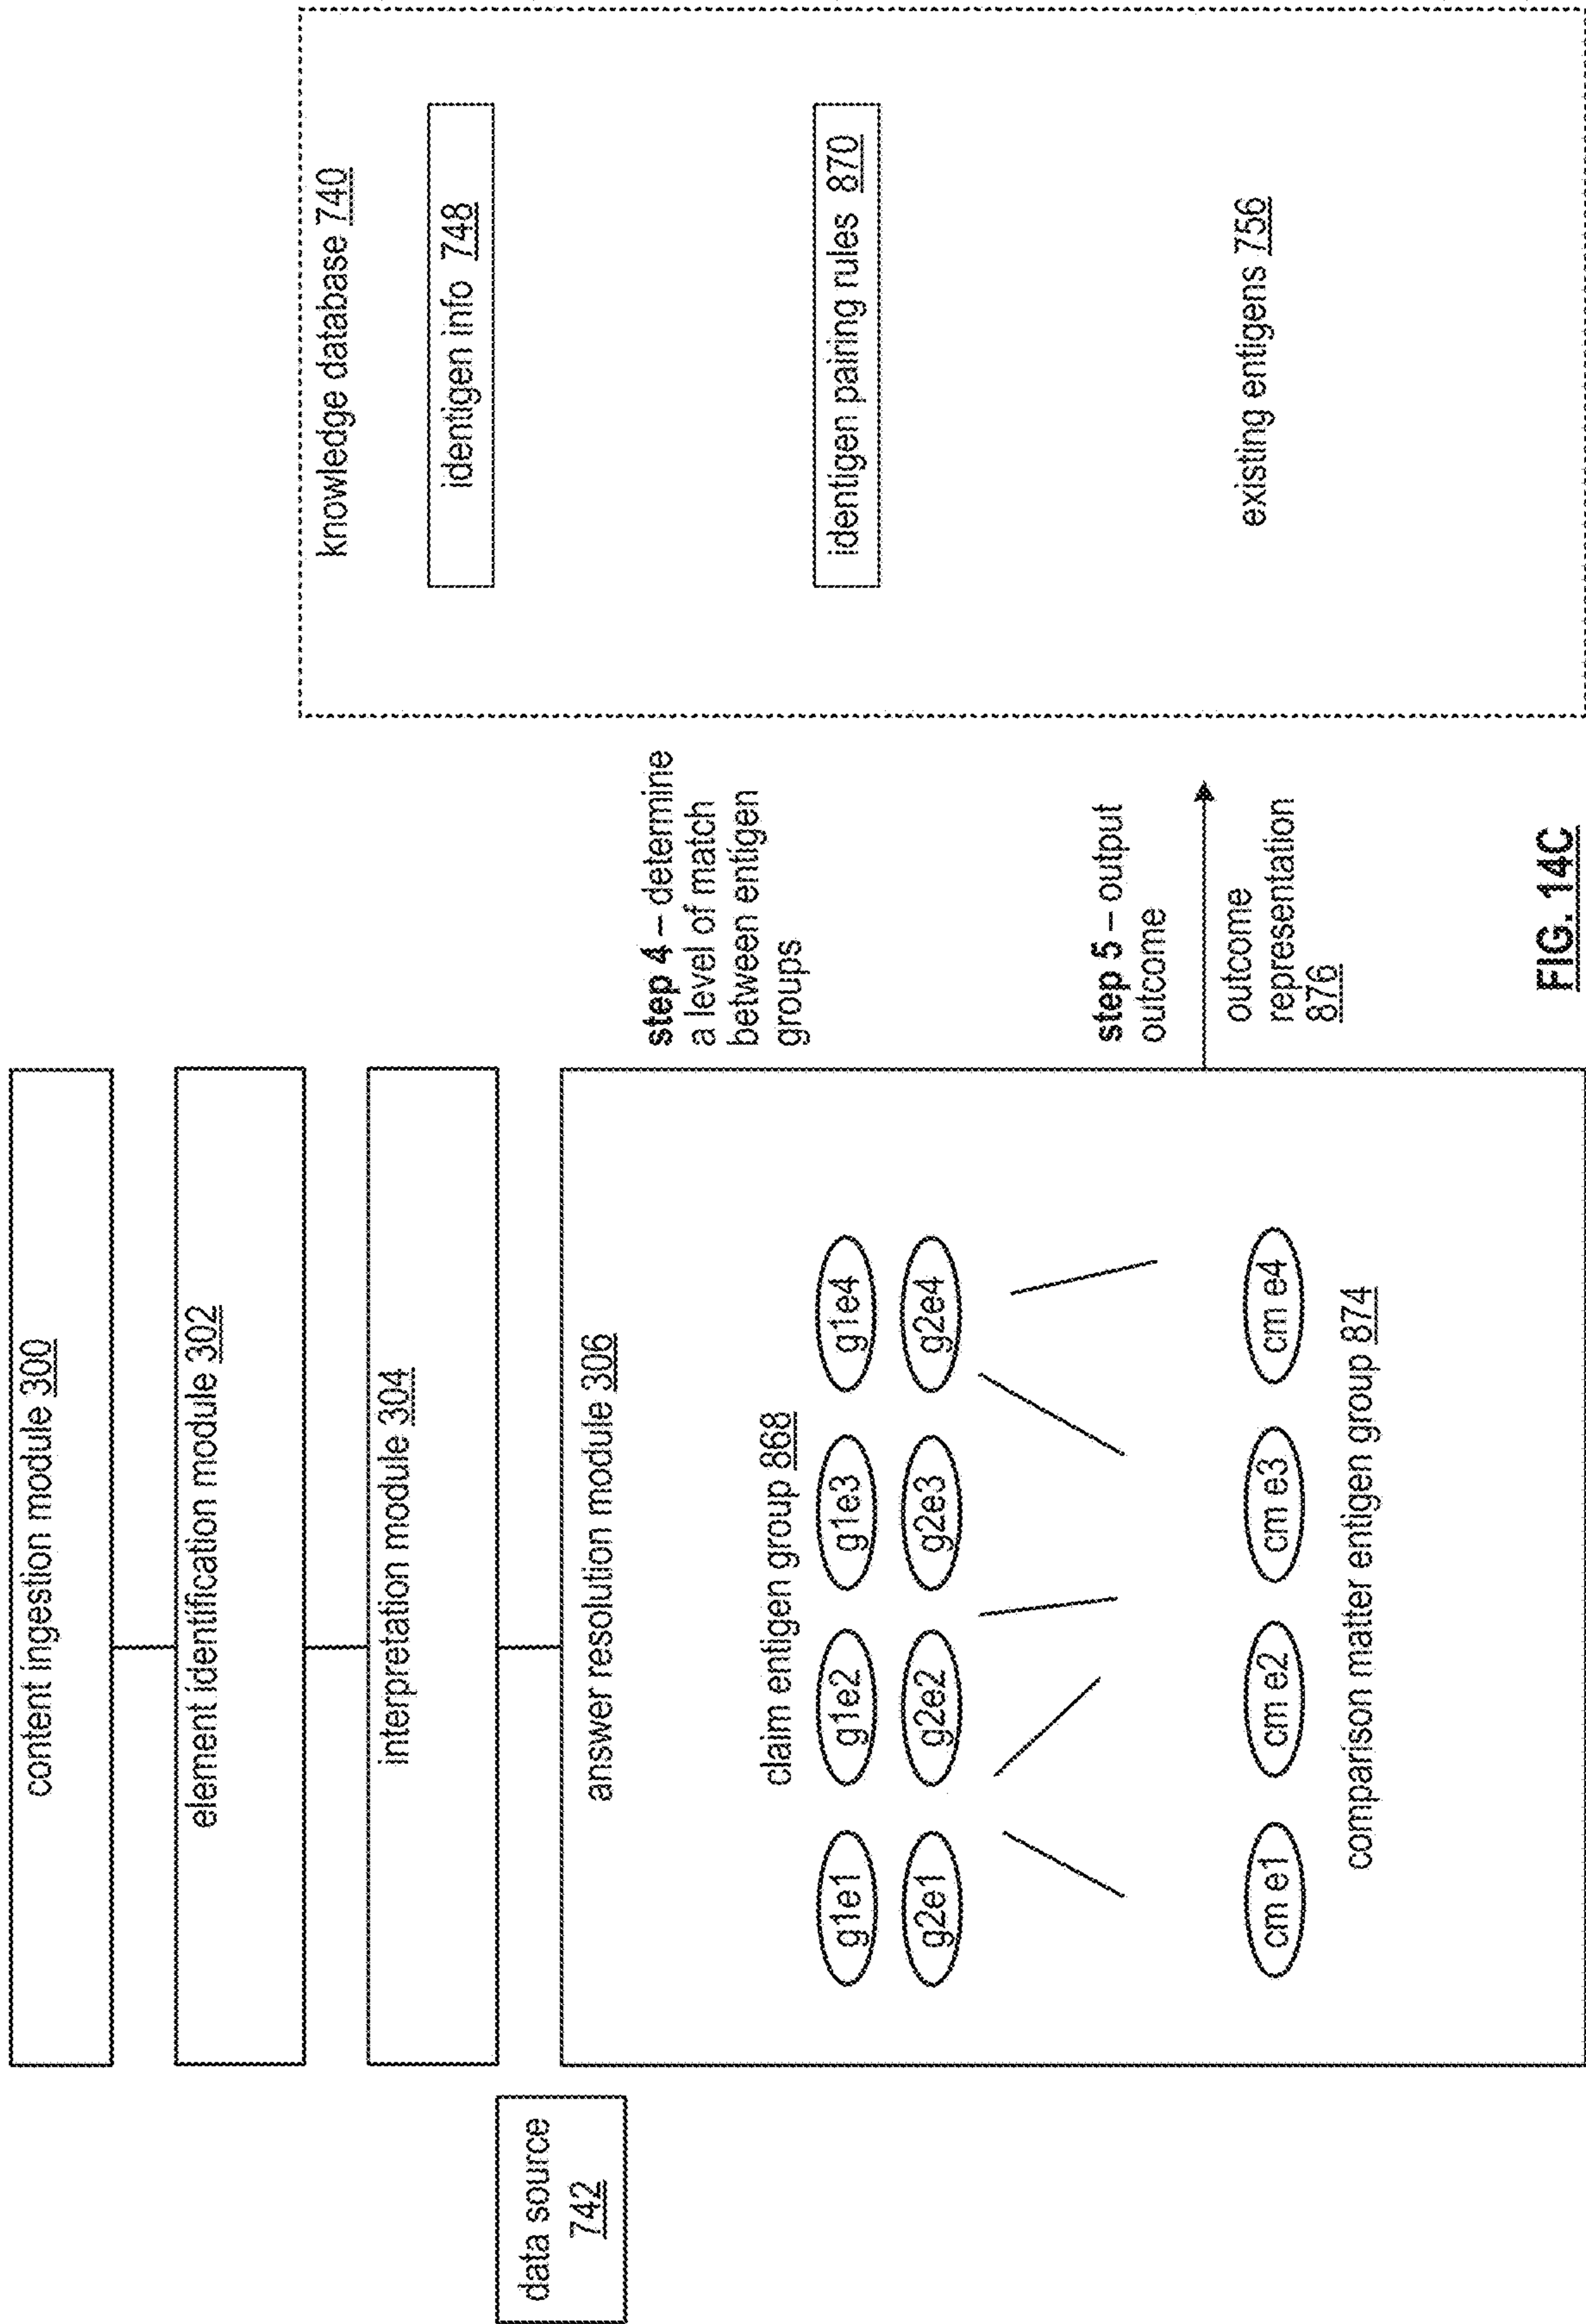 content ingestion module 300
element identification module 302
interpretation module 304
data source
742
answer resolution module 306
claim entigen group 868
g1e1
g1e2
g1e3
g1e4
g2e1
g2e2
g2e3
g2e4
cm e1
cm e2
cm e3
cm e4
comparison matter entigen group 874
step 4 – determine
a level of match
between entigen
groups
step 5 – output
outcome
outcome
representation
876
knowledge database 740
identigen info 748
identigen pairing rules 870
existing entigens 756
FIG. 14C